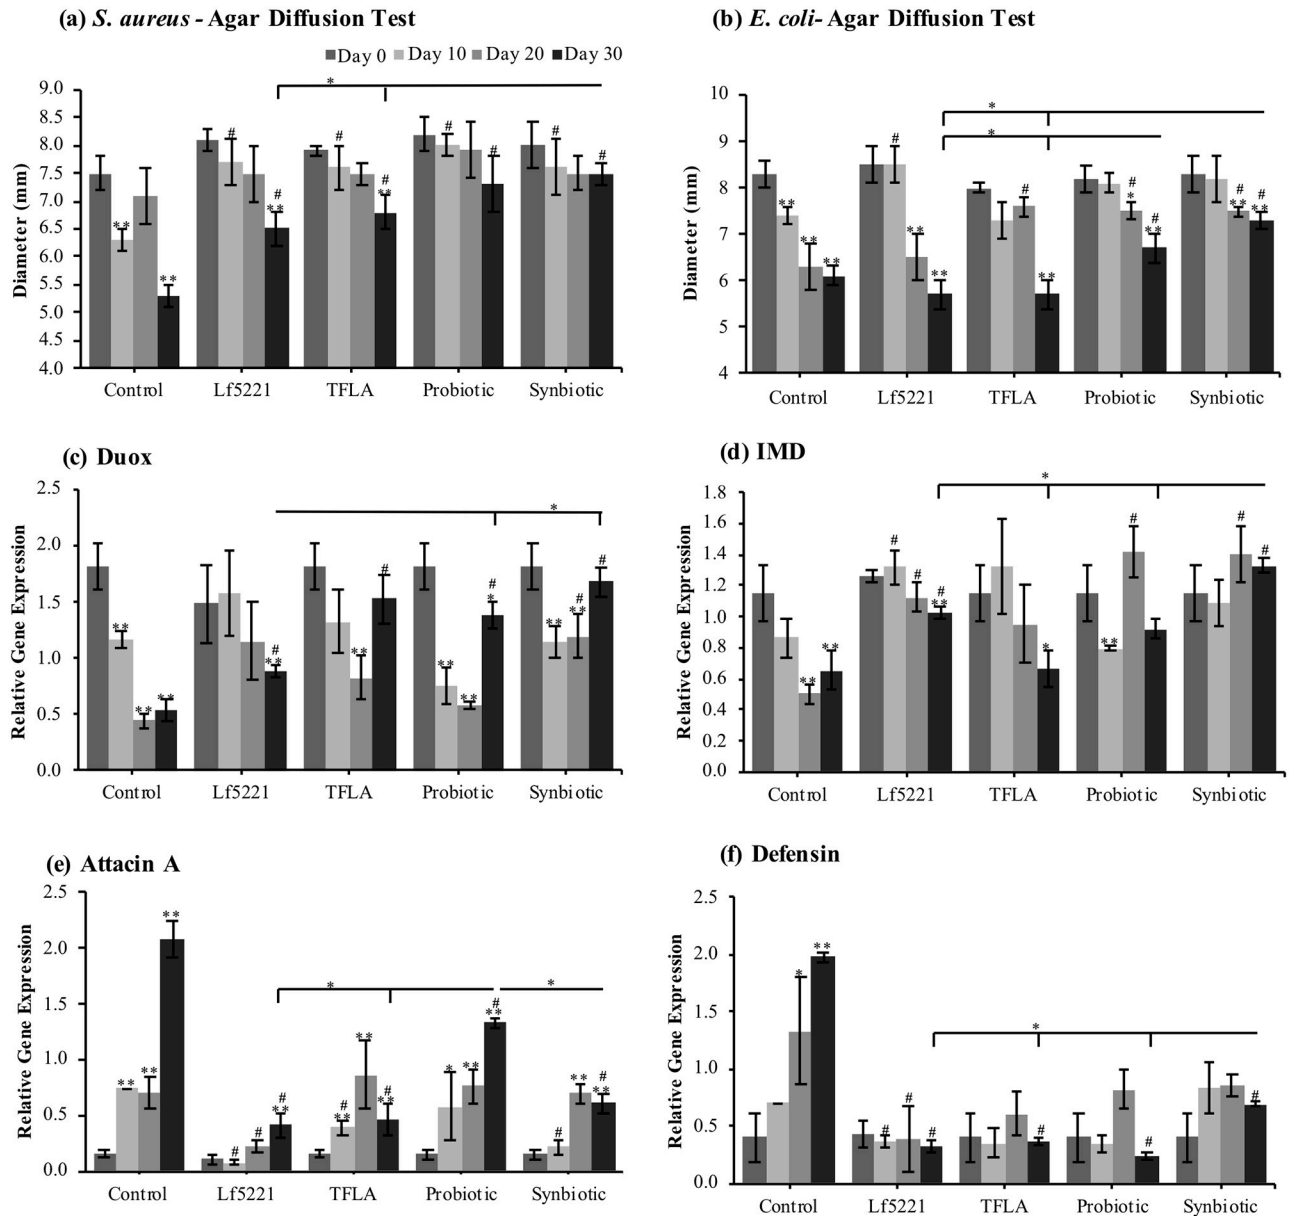 (a) S. aureus - Agar Diffusion Test
Day 0 Day 10 Day 20 Day 30
Diameter (mm)
9.0
8.5
8.0
7.5
7.0
6.5
6.0
5.5
5.0
4.5
4.0
Control Lf5221 TFLA Probiotic Synbiotic
(b) E. coli- Agar Diffusion Test
Diameter (mm)
10
9
8
7
6
5
4
Control Lf5221 TFLA Probiotic Synbiotic
(c) Duox
Relative Gene Expression
2.5
2.0
1.5
1.0
0.5
0.0
Control Lf5221 TFLA Probiotic Synbiotic
(d) IMD
Relative Gene Expression
1.8
1.6
1.4
1.2
1.0
0.8
0.6
0.4
0.2
0.0
Control Lf5221 TFLA Probiotic Synbiotic
(e) Attacin A
Relative Gene Expression
2.5
2.0
1.5
1.0
0.5
0.0
Control Lf5221 TFLA Probiotic Synbiotic
(f) Defensin
Relative Gene Expression
2.5
2.0
1.5
1.0
0.5
0.0
Control Lf5221 TFLA Probiotic Synbiotic